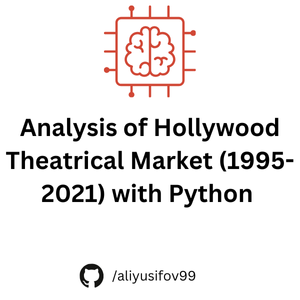 Analysis of Hollywood
Theatrical Market (1995-
2021) with Python
/aliyusifov99